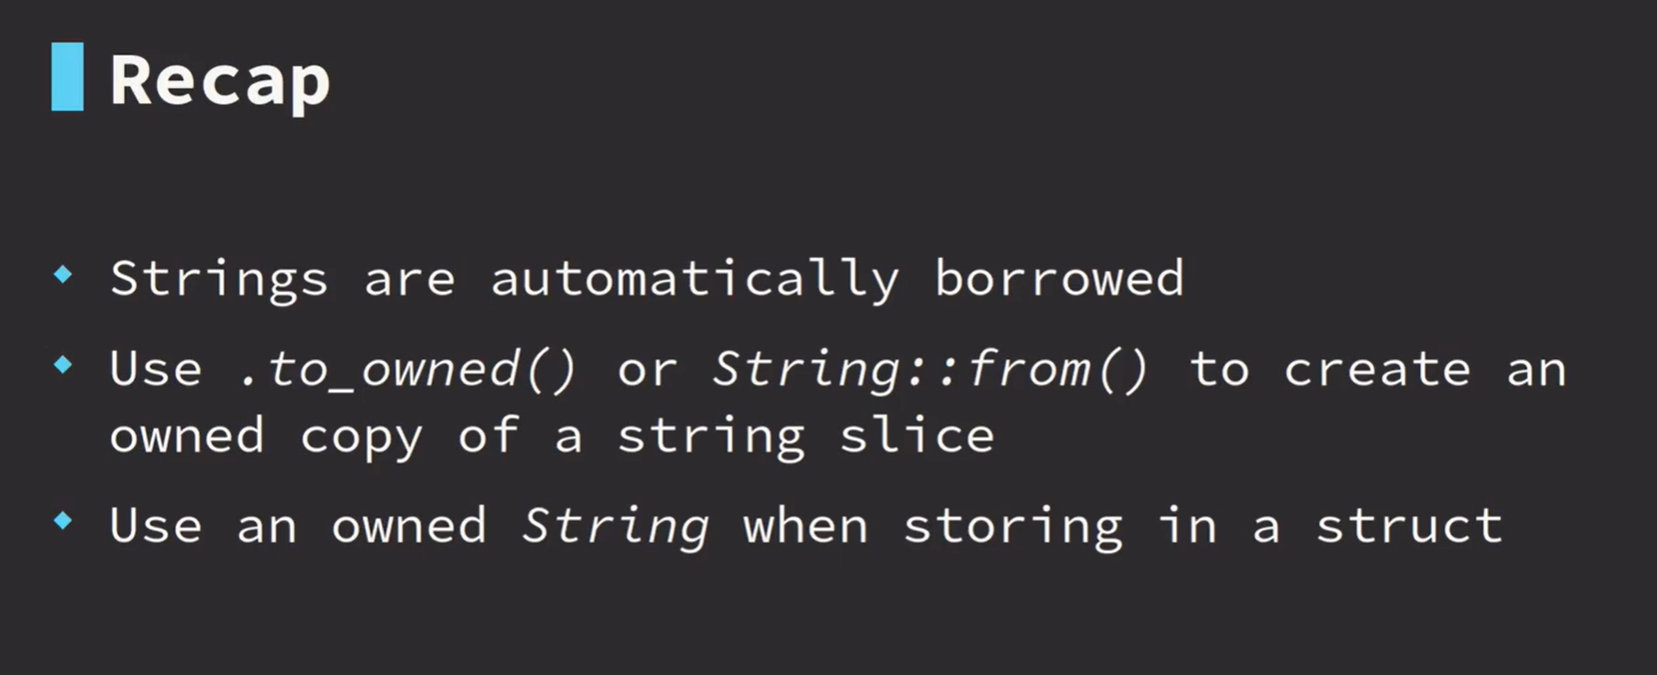 Recap
Strings are automatically borrowed
Use .to_owned() or String::from() to create an
owned copy of a string slice
Use an owned String when storing in a struct